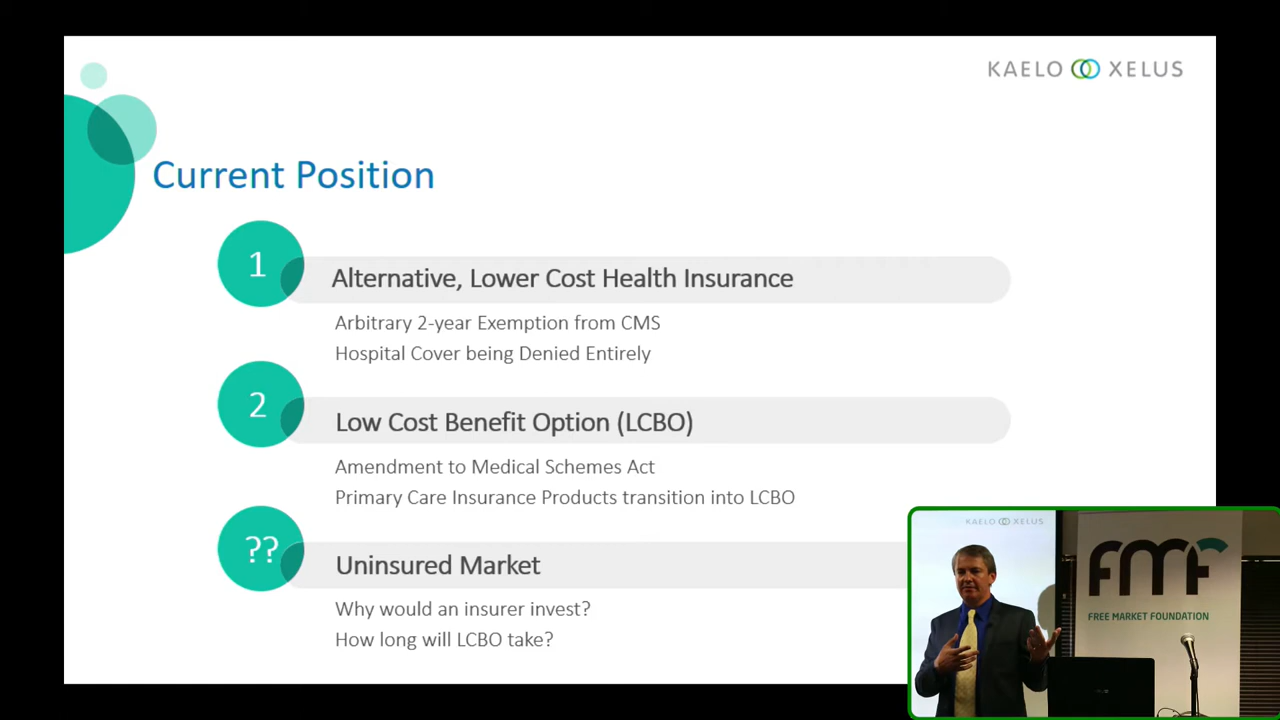 KAELO XELUS
Current Position
1
Alternative, Lower Cost Health Insurance
Arbitrary 2-year Exemption from CMS
Hospital Cover being Denied Entirely
2
Low Cost Benefit Option (LCBO)
Amendment to Medical Schemes Act
Primary Care Insurance Products transition into LCBO
??
Uninsured Market
Why would an insurer invest?
How long will LCBO take?
KAELO XELUS
FMF
FREE MARKET FOUNDATION